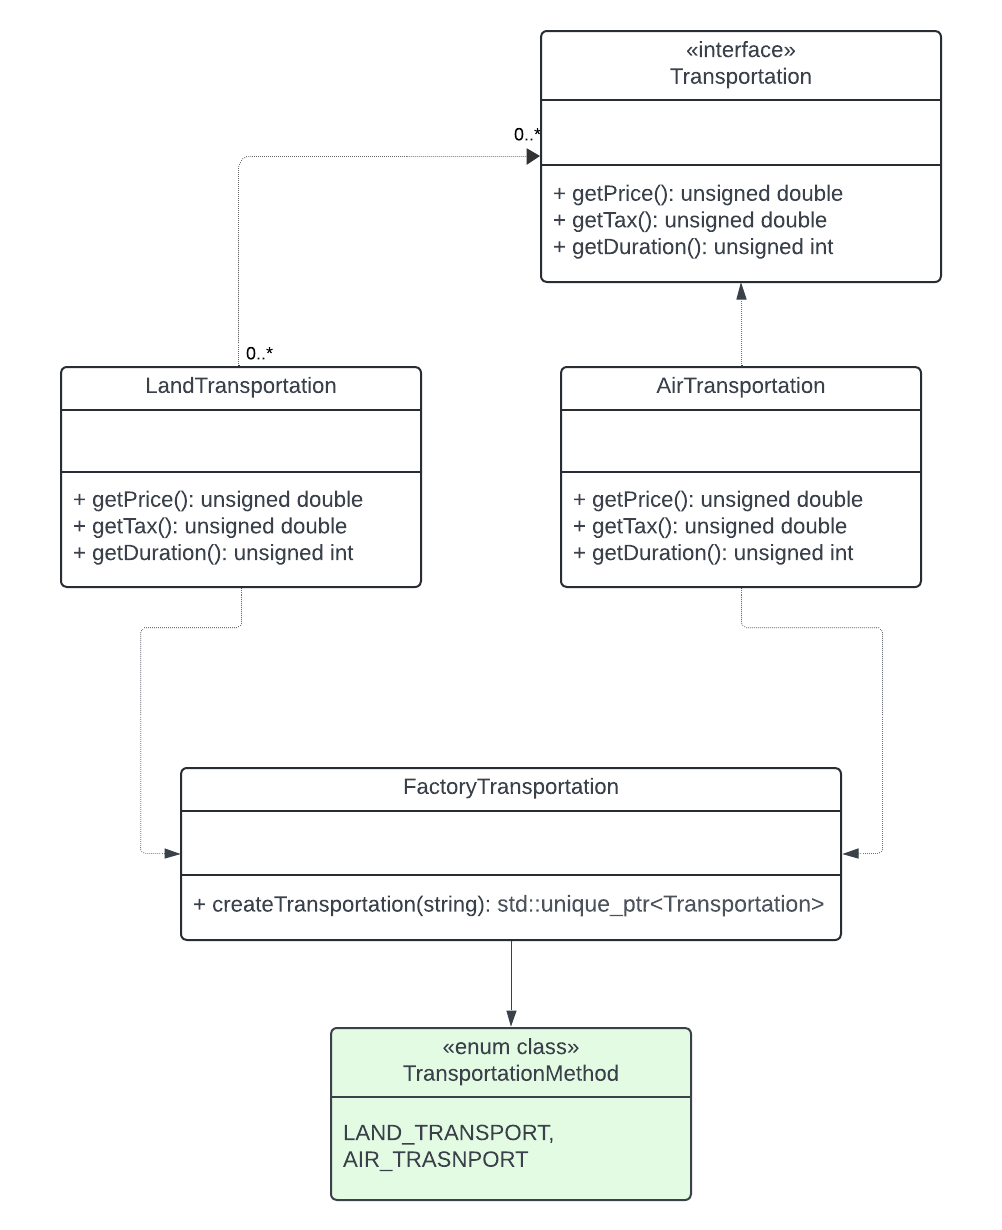 «interface»
Transportation
0..*
+ getPrice(): unsigned double
+ getTax(): unsigned double
+ getDuration(): unsigned int
0..*
LandTransportation
+ getPrice(): unsigned double
+ getTax(): unsigned double
+ getDuration(): unsigned int
AirTransportation
+ getPrice(): unsigned double
+ getTax(): unsigned double
+ getDuration(): unsigned int
FactoryTransportation
+ createTransportation(string): std::unique_ptr<Transportation>
«enum class»
TransportationMethod
LAND_TRANSPORT,
AIR_TRASNPORT